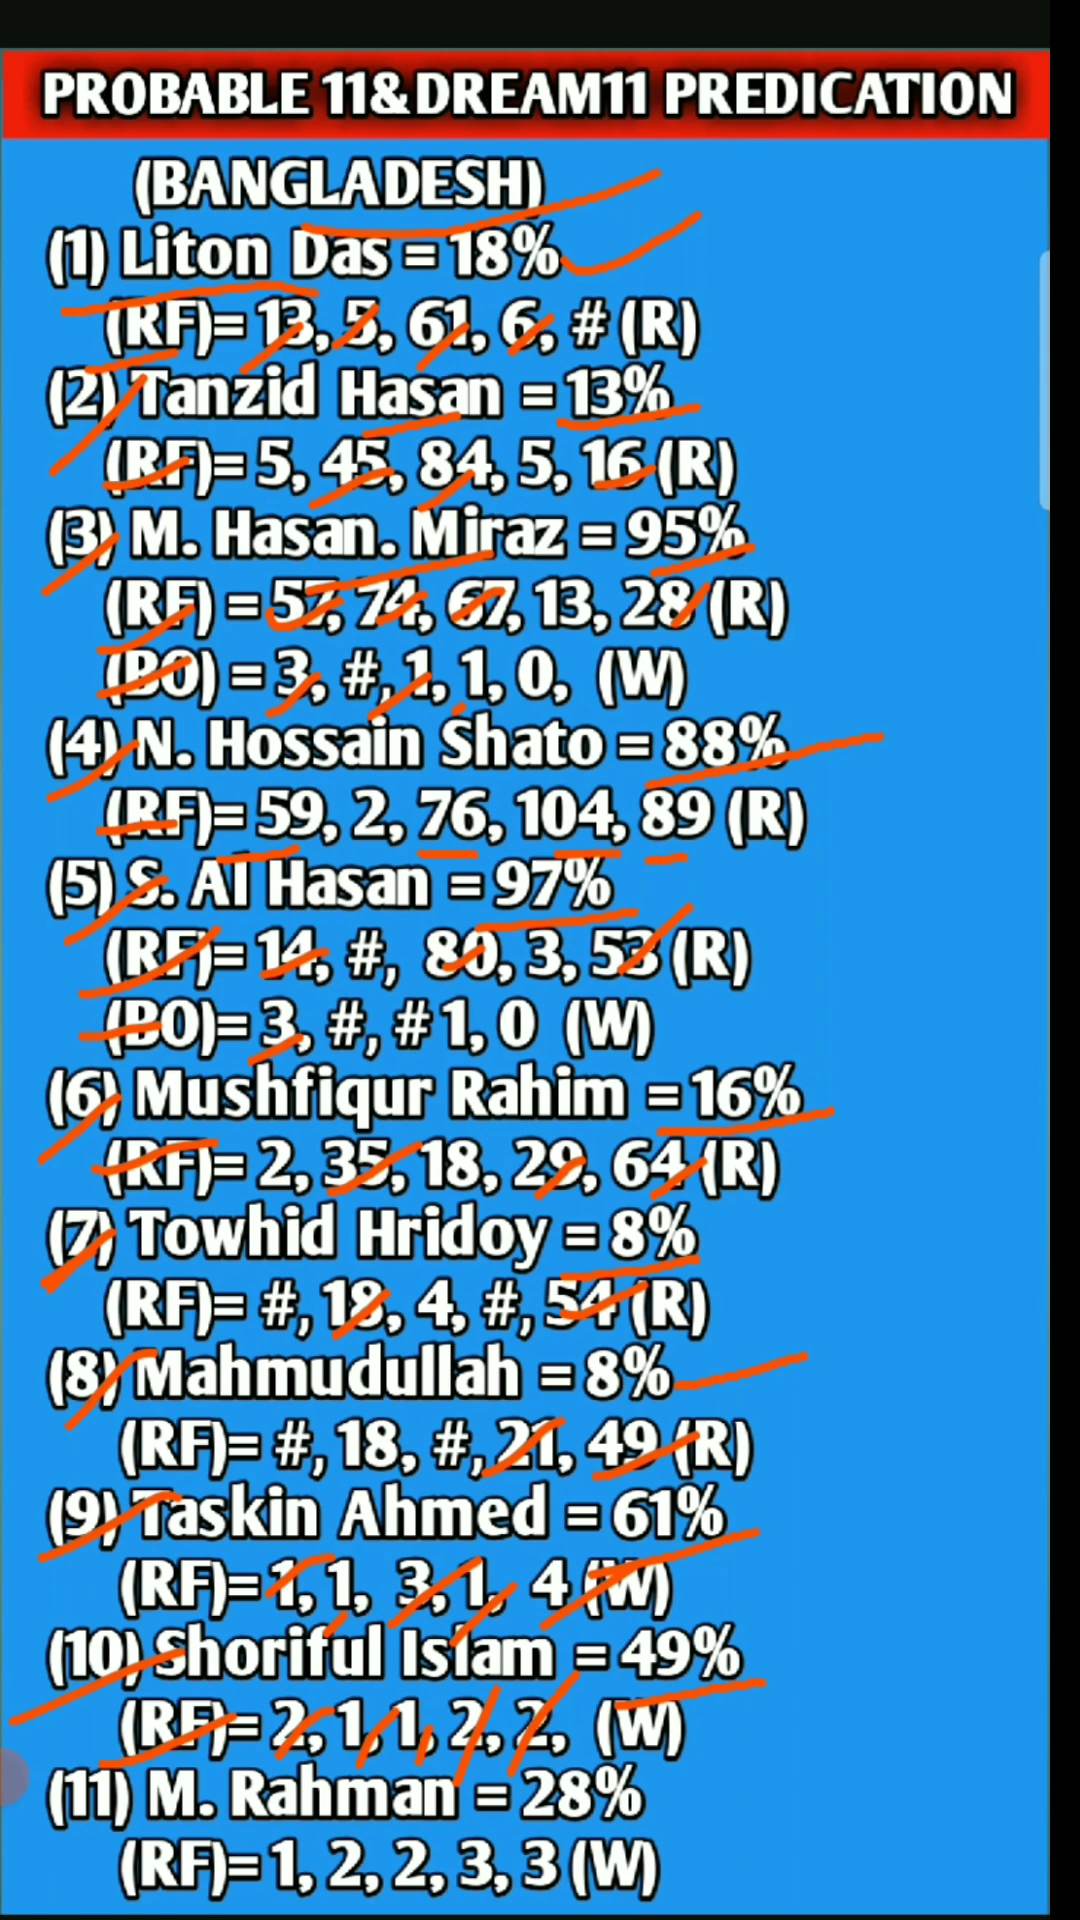 PROBABLE 11&DREAM11 PREDICATION
(BANGLADESH)
(1) Liton Das = 18%
(RF)= 13, 5, 61, 6, # (R)
(2) Tanzid Hasan = 13%
(RF)= 5, 45, 84, 5, 16 (R)
(3) M. Hasan. Miraz = 95%
(RF) = 57, 74, 67, 13, 28 (R)
(BO) = 3, #, 1, 1, 0, (W)
(4) N. Hossain Shato = 88%
(RF)= 59, 2, 76, 104, 89 (R)
(5) S. Al Hasan = 97%
(RF)= 14, #, 80, 3, 53 (R)
(BO)= 3, #, # 1, 0 (W)
(6) Mushfiqur Rahim = 16%
(RF)= 2, 35, 18, 29, 64 (R)
(7) Towhid Hridoy = 8%
(RF)= #, 18, 4, #, 54 (R)
(8) Mahmudullah = 8%
(RF)= #, 18, #, 21, 49 (R)
(9) Taskin Ahmed = 61%
(RF)= 1, 1, 3, 1, 4 (W)
(10) Shoriful Islam = 49%
(RF)= 2, 1, 1, 2, 2, (W)
(11) M. Rahman = 28%
(RF)= 1, 2, 2, 3, 3 (W)